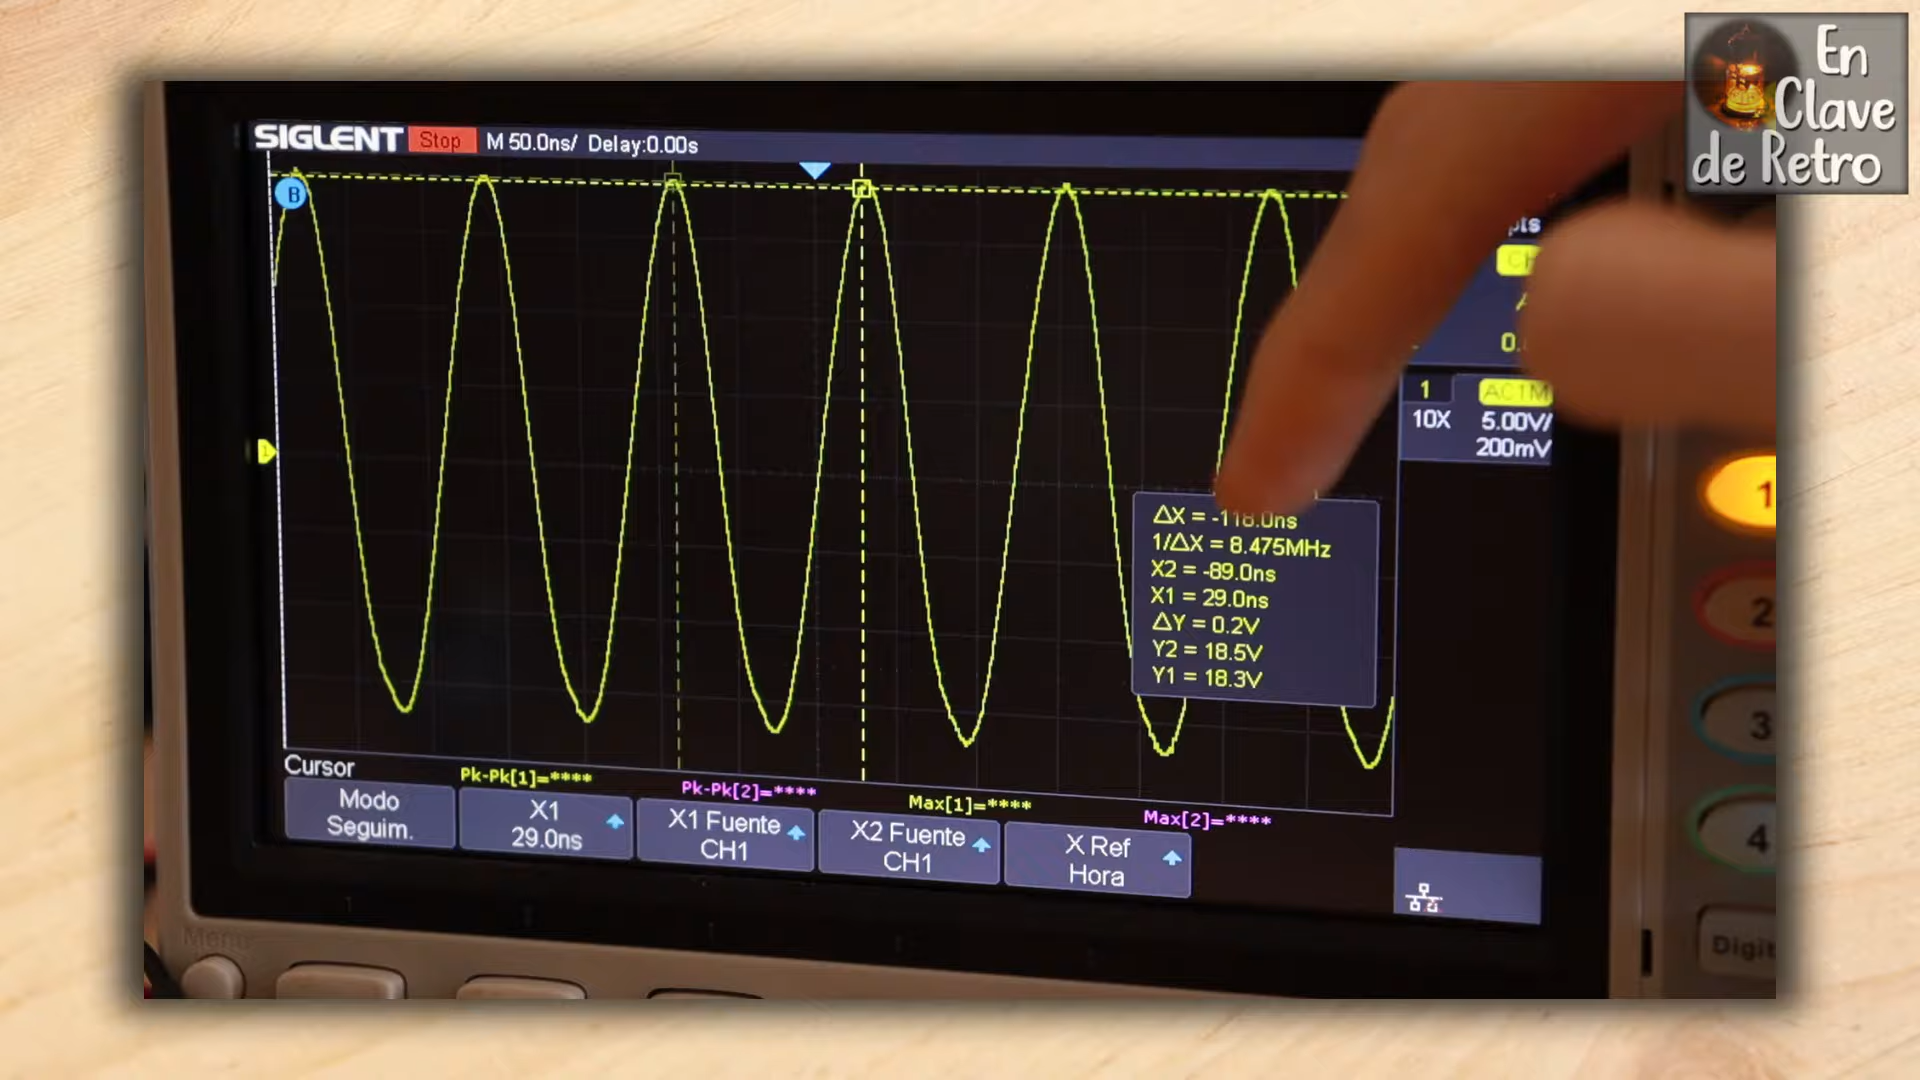 En
Clave
de Retro
SIGLENT Stop M 50.0ns/ Delay:0.00s
B
pts
1
1
10X 5.00V/
200mV
ΔX = -118.0ns
1/ΔX = 8.475MHz
X2 = -89.0ns
X1 = 29.0ns
ΔY = 0.2V
Y2 = 18.5V
Y1 = 18.3V
1
2
3
4
Cursor
Pk-Pk[1]=**** Pk-Pk[2]=**** Max[1]=**** Max[2]=****
Modo
Seguim.
X1
29.0ns
X1 Fuente
CH1
X2 Fuente
CH1
X Ref
Hora
Menu